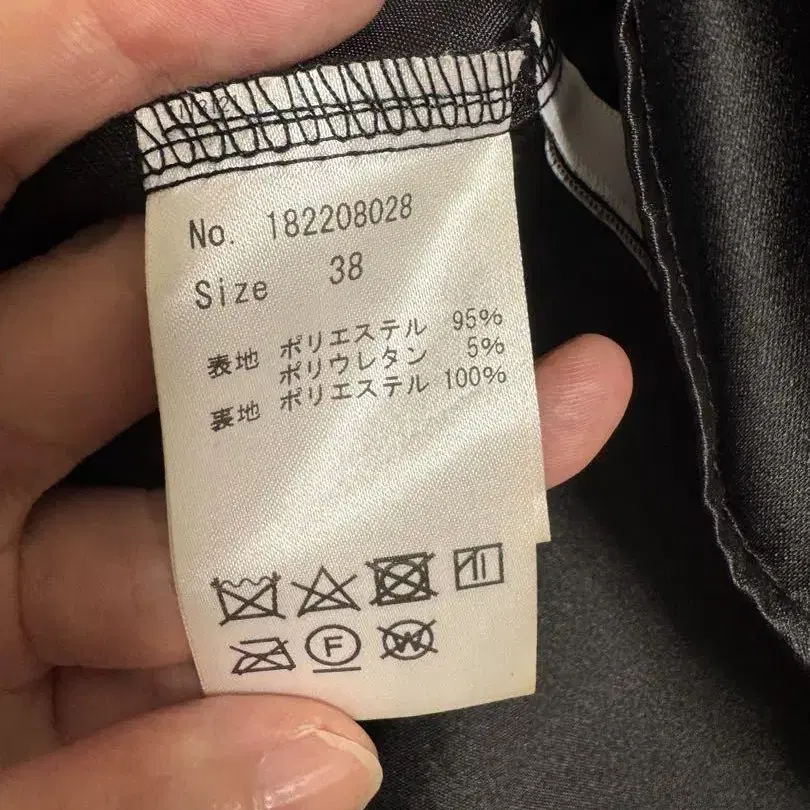 No. 182208028
Size 38
表地 ポリエステル 95%
ポリウレタン 5%
裏地 ポリエステル 100%
F
W